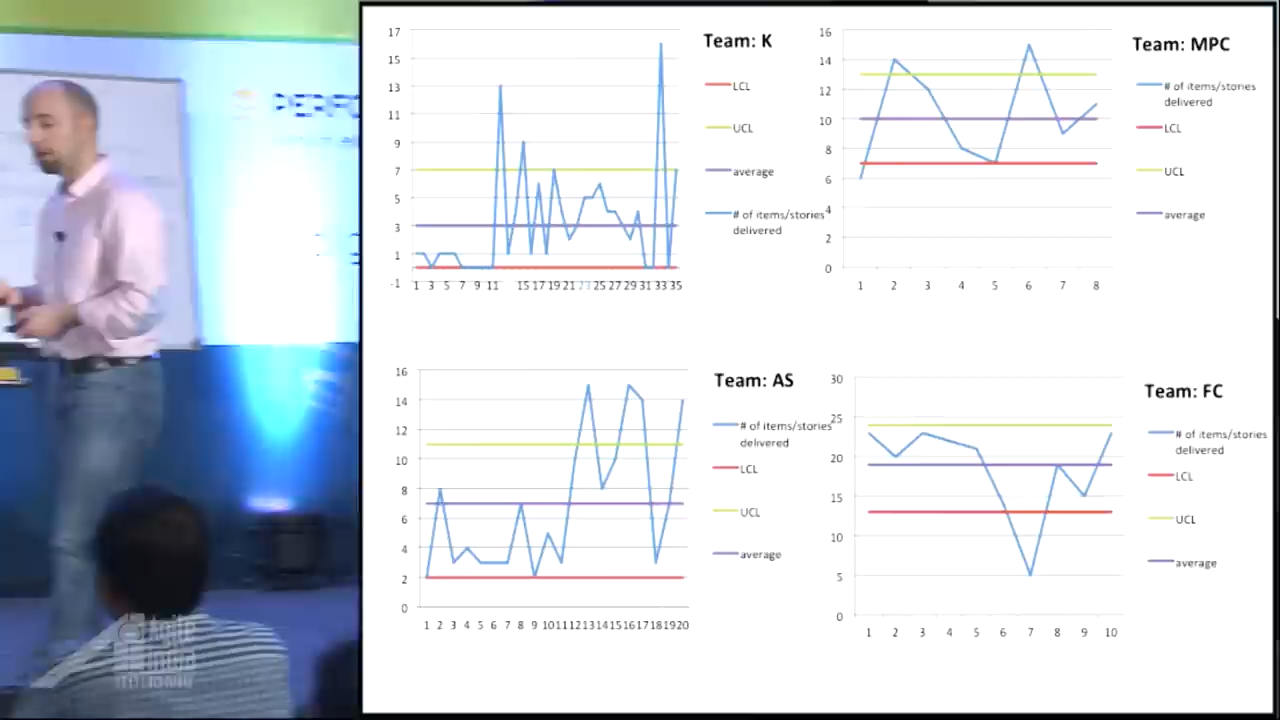 Team: K
17
15
13
11
9
7
5
3
1
-1
1 3 5 7 9 11 15 17 19 21 23 25 27 29 31 33 35
LCL
UCL
average
# of items/stories
delivered
Team: MPC
16
14
12
10
8
6
4
2
0
1 2 3 4 5 6 7 8
# of items/stories
delivered
LCL
UCL
average
Team: AS
16
14
12
10
8
6
4
2
0
1 2 3 4 5 6 7 8 9 10 11 12 13 14 15 16 17 18 19 20
# of items/stories
delivered
LCL
UCL
average
Team: FC
30
25
20
15
10
5
0
1 2 3 4 5 6 7 8 9 10
# of items/stories
delivered
LCL
UCL
average
Agile
India